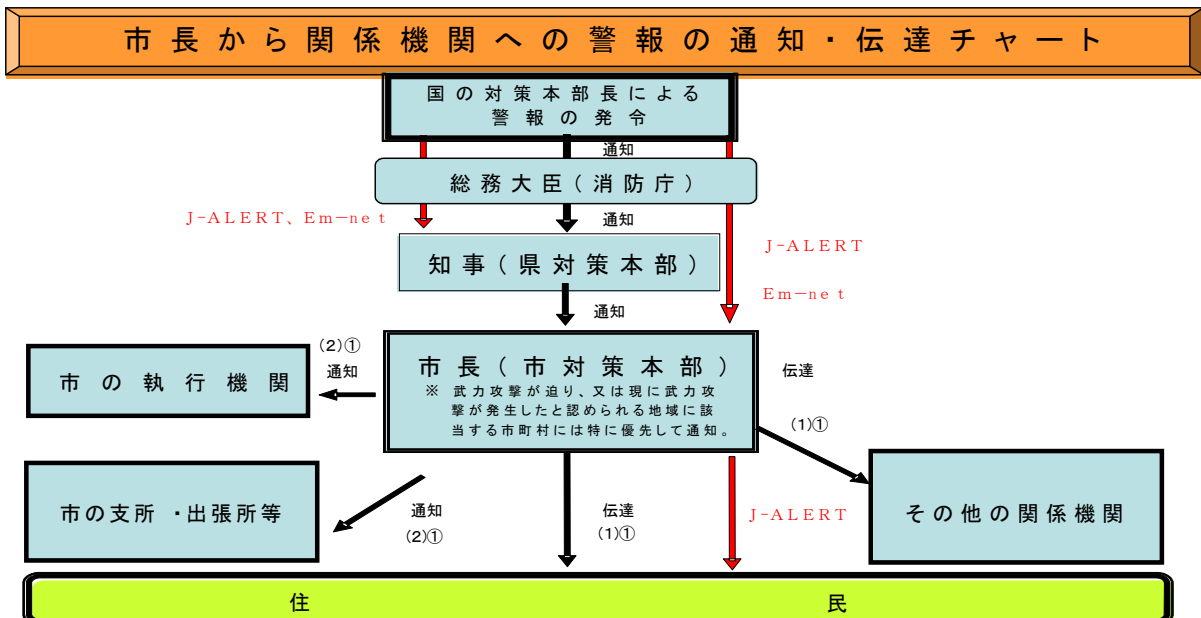 市長から関係機関への警報の通知・伝達チャート
国の対策本部長による
警報の発令
通知
総務大臣(消防庁)
J-ALERT、Em-net
通知
J-ALERT
知事(県対策本部)
Em-net
通知
(2)①
通知
市の執行機関
市長(市対策本部)
※ 武力攻撃が迫り、又は現に武力攻
撃が発生したと認められる地域に該
当する市町村には特に優先して通知。
伝達
(1)①
市の支所・出張所等
通知
(2)①
伝達
(1)①
J-ALERT
その他の関係機関
住民